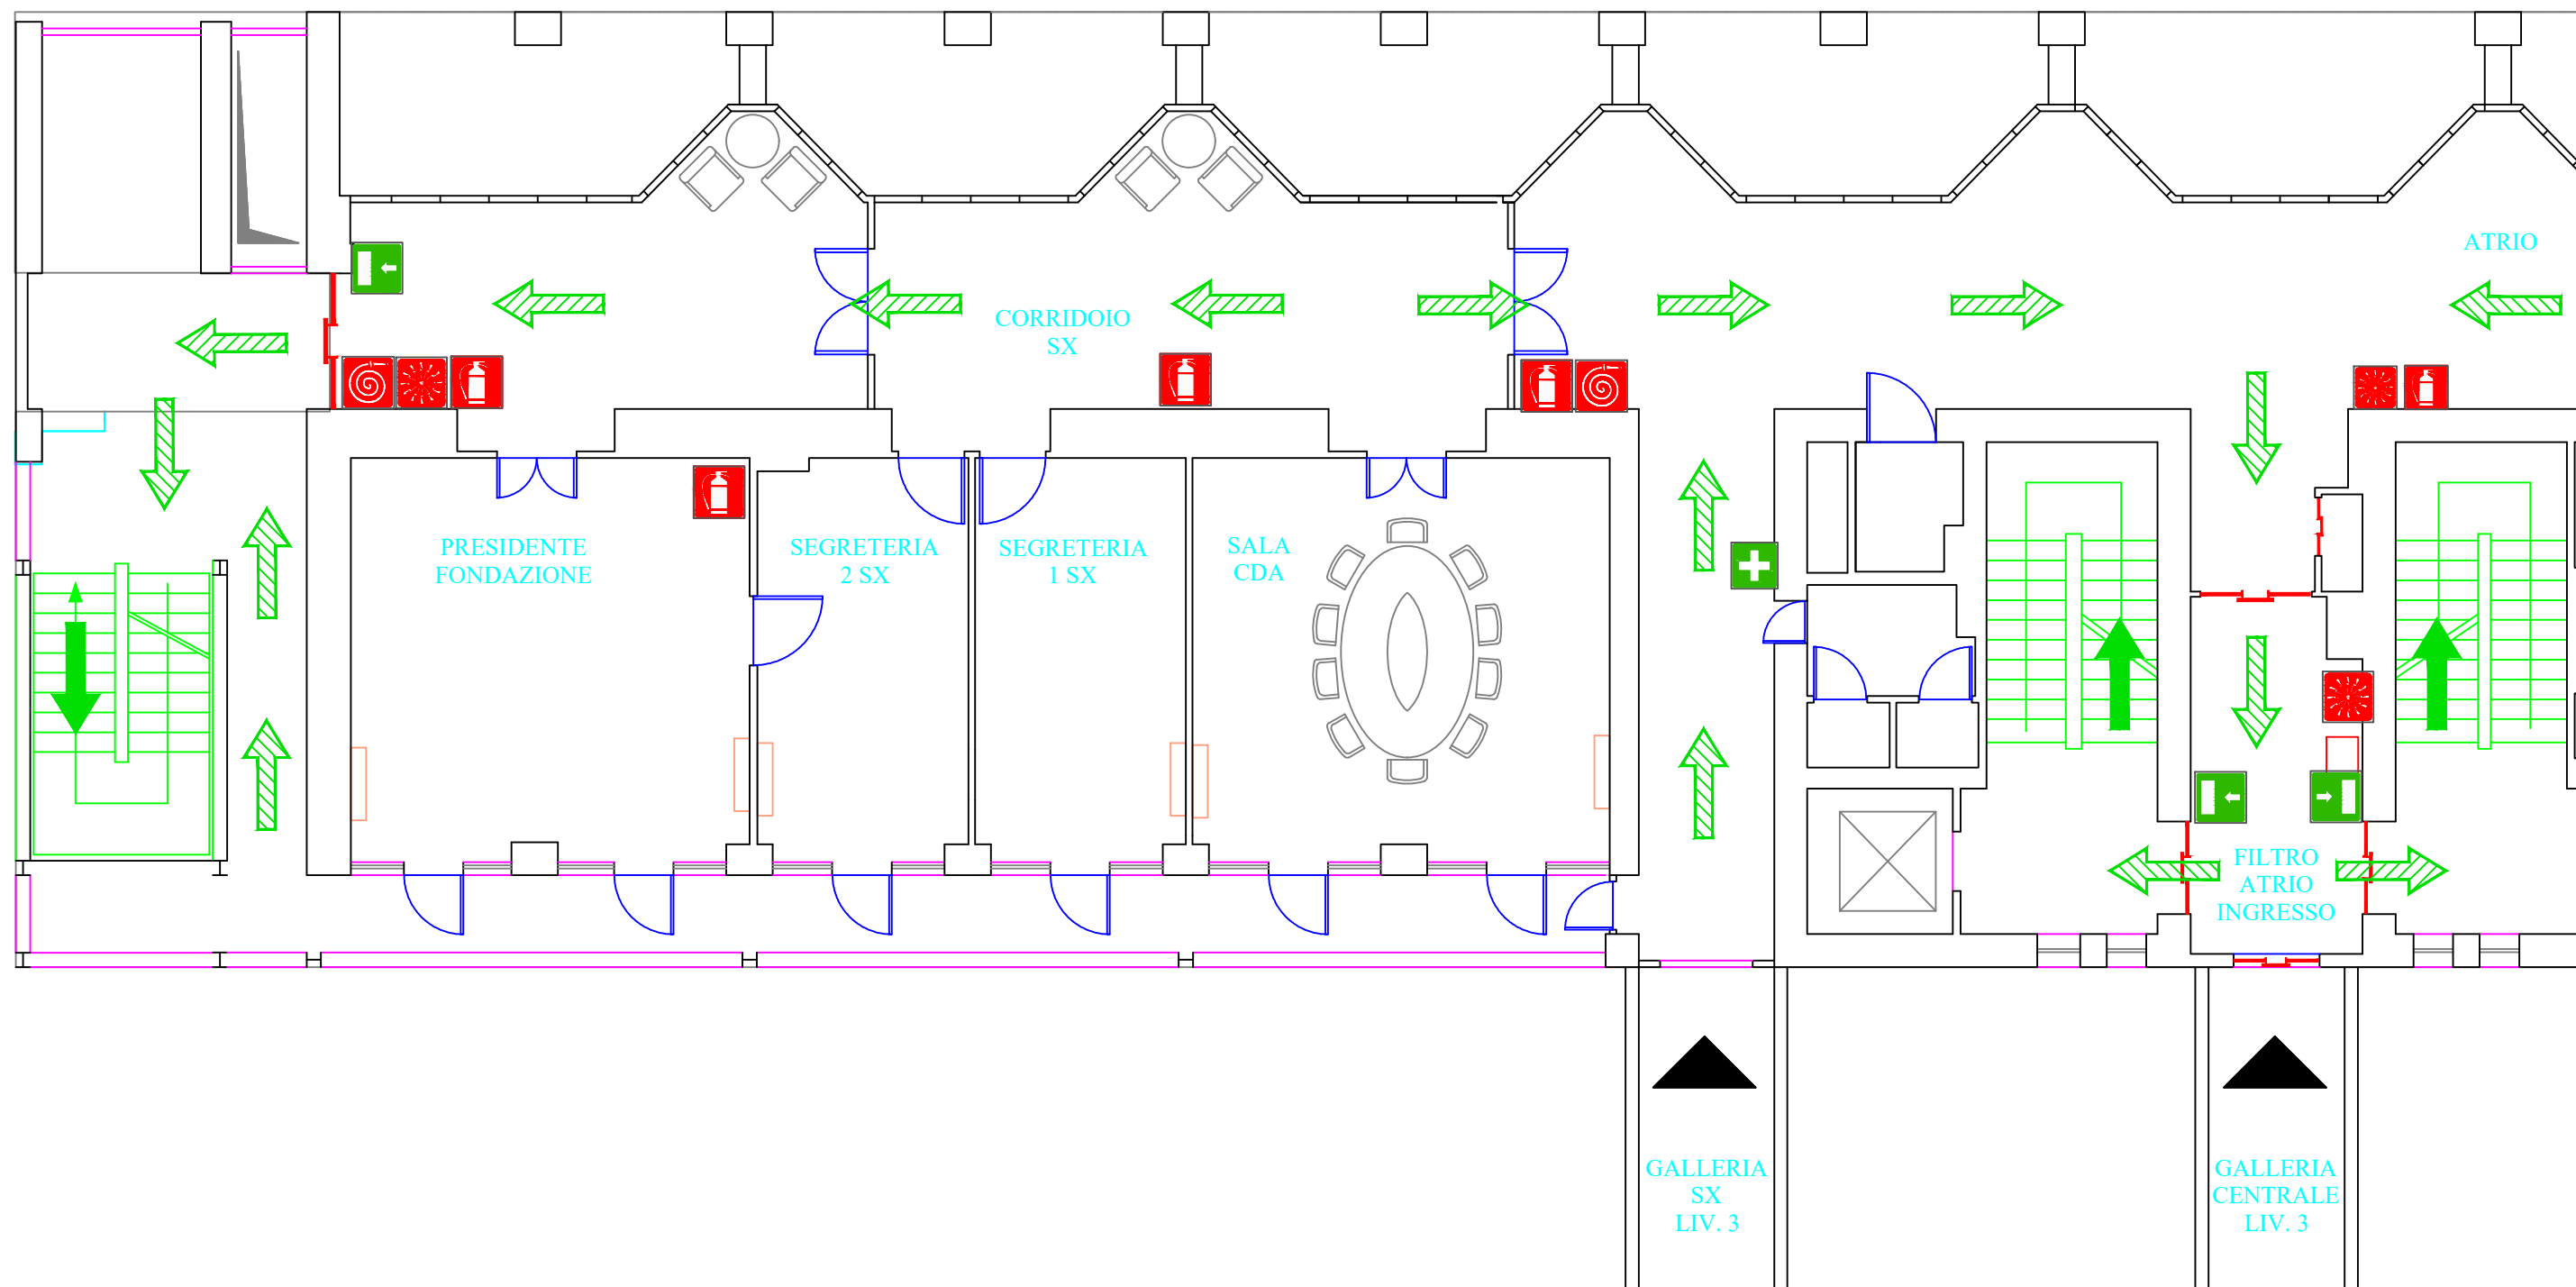 ATRIO
CORRIDOIO
SX
PRESIDENTE
FONDAZIONE
SEGRETERIA
2 SX
SEGRETERIA
1 SX
SALA
CDA
FILTRO
ATRIO
INGRESSO
GALLERIA
SX
LIV. 3
GALLERIA
CENTRALE
LIV. 3